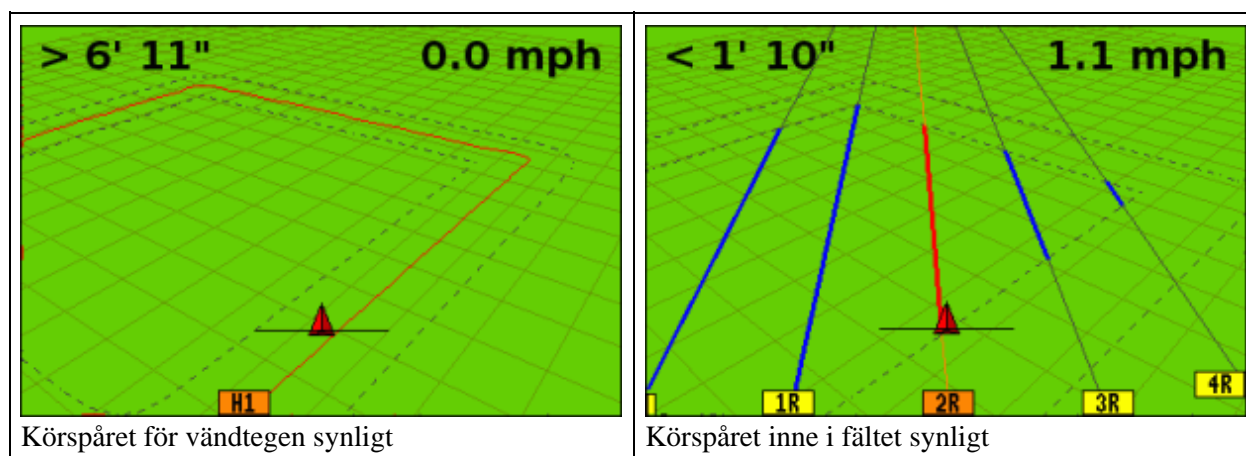 > 6' 11" 0.0 mph
H1
Körspåret för vändtegen synligt
< 1' 10" 1.1 mph
1R 2R 3R 4R
Körspåret inne i fältet synligt